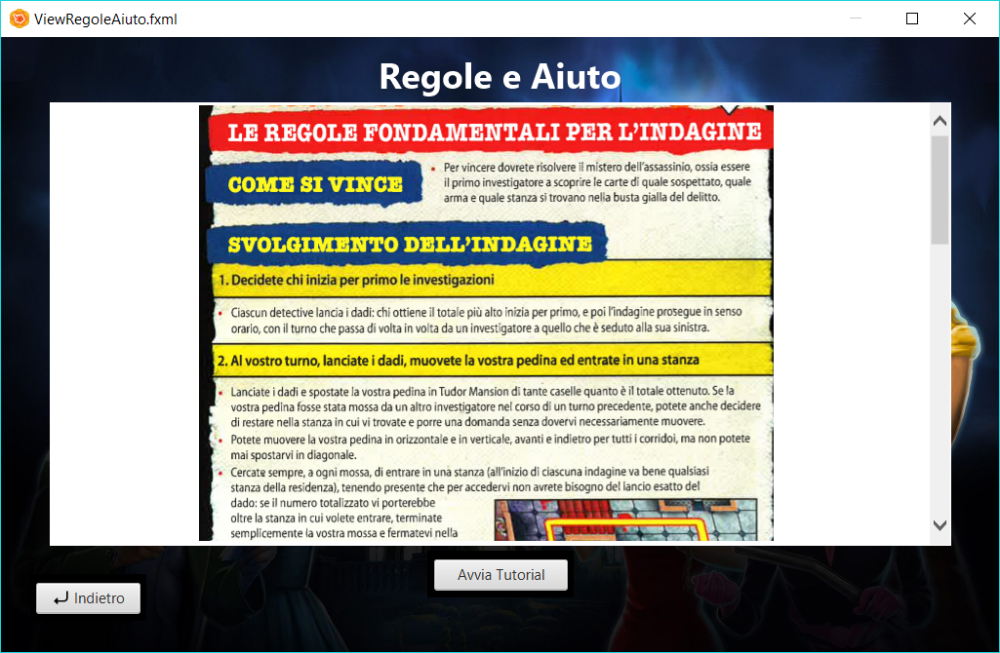 ViewRegoleAiuto.fxml
Regole e Aiuto
LE REGOLE FONDAMENTALI PER L'INDAGINE
COME SI VINCE
• Per vincere dovrete risolvere il mistero dell'assassinio, ossia essere
il primo investigatore a scoprire le carte di quale sospettato, quale
arma e quale stanza si trovano nella busta gialla del delitto.
SVOLGIMENTO DELL'INDAGINE
1. Decidete chi inizia per primo le investigazioni
• Ciascun detective lancia i dadi: chi ottiene il totale più alto inizia per primo, e poi l'indagine prosegue in senso
orario, con il turno che passa di volta in volta da un investigatore a quello che è seduto alla sua sinistra.
2. Al vostro turno, lanciate i dadi, muovete la vostra pedina ed entrate in una stanza
• Lanciate i dadi e spostate la vostra pedina in Tudor Mansion di tante caselle quanto è il totale ottenuto. Se la
vostra pedina fosse stata mossa da un altro investigatore nel corso di un turno precedente, potete anche decidere
di restare nella stanza in cui vi trovate e porre una domanda senza dovervi necessariamente muovere.
• Potete muovere la vostra pedina in orizzontale e in verticale, avanti e indietro per tutti i corridoi, ma non potete
mai spostarvi in diagonale.
• Cercate sempre, a ogni mossa, di entrare in una stanza (all'inizio di ciascuna indagine va bene qualsiasi
stanza della residenza), tenendo presente che per accedervi non avrete bisogno del lancio esatto del
dado: se il numero totalizzato vi porterebbe
oltre la stanza in cui volete entrare, terminate
semplicemente la vostra mossa e fermatevi nella
Avvia Tutorial
Indietro